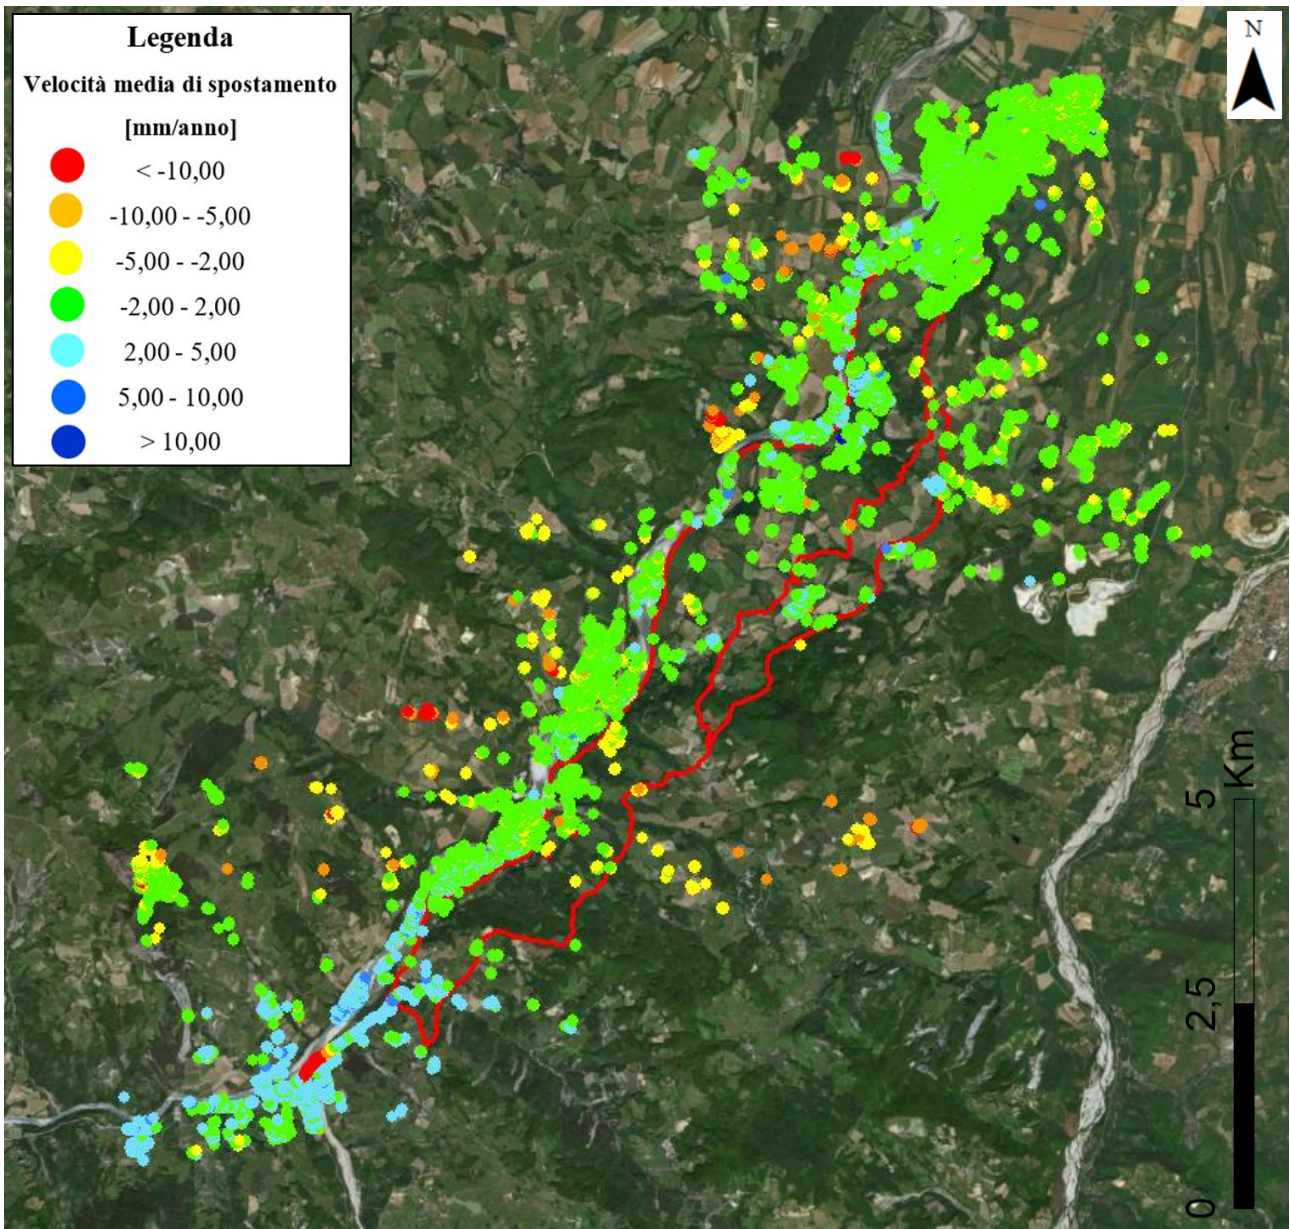 Legenda
Velocità media di spostamento
[mm/anno]
< -10,00
-10,00 - -5,00
-5,00 - -2,00
-2,00 - 2,00
2,00 - 5,00
5,00 - 10,00
> 10,00
N
0 2,5 5 Km